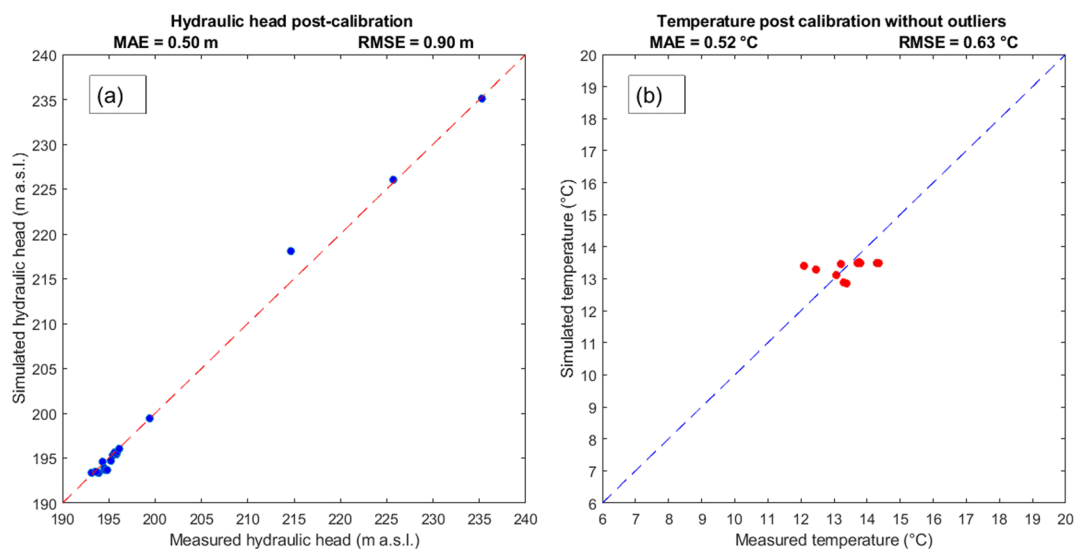 Hydraulic head post-calibration
MAE = 0.50 m RMSE = 0.90 m
(a)
240
235
230
225
220
215
210
205
200
195
190
190 195 200 205 210 215 220 225 230 235 240
Simulated hydraulic head (m a.s.l.)
Measured hydraulic head (m a.s.l.)
Temperature post calibration without outliers
MAE = 0.52 °C RMSE = 0.63 °C
(b)
20
19
18
17
16
15
14
13
12
11
10
9
8
7
6
6 7 8 9 10 11 12 13 14 15 16 17 18 19 20
Simulated temperature (°C)
Measured temperature (°C)